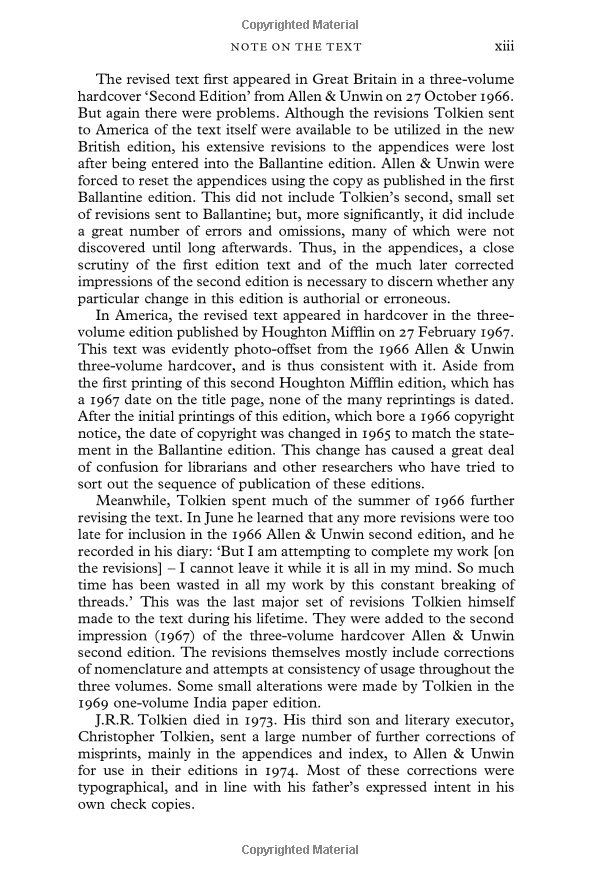 Copyrighted Material
NOTE ON THE TEXT xiii
The revised text first appeared in Great Britain in a three-volume
hardcover ‘Second Edition’ from Allen & Unwin on 27 October 1966.
But again there were problems. Although the revisions Tolkien sent
to America of the text itself were available to be utilized in the new
British edition, his extensive revisions to the appendices were lost
after being entered into the Ballantine edition. Allen & Unwin were
forced to reset the appendices using the copy as published in the first
Ballantine edition. This did not include Tolkien’s second, small set
of revisions sent to Ballantine; but, more significantly, it did include
a great number of errors and omissions, many of which were not
discovered until long afterwards. Thus, in the appendices, a close
scrutiny of the first edition text and of the much later corrected
impressions of the second edition is necessary to discern whether any
particular change in this edition is authorial or erroneous.
In America, the revised text appeared in hardcover in the three-
volume edition published by Houghton Mifflin on 27 February 1967.
This text was evidently photo-offset from the 1966 Allen & Unwin
three-volume hardcover, and is thus consistent with it. Aside from
the first printing of this second Houghton Mifflin edition, which has
a 1967 date on the title page, none of the many reprintings is dated.
After the initial printings of this edition, which bore a 1966 copyright
notice, the date of copyright was changed in 1965 to match the state-
ment in the Ballantine edition. This change has caused a great deal
of confusion for librarians and other researchers who have tried to
sort out the sequence of publication of these editions.
Meanwhile, Tolkien spent much of the summer of 1966 further
revising the text. In June he learned that any more revisions were too
late for inclusion in the 1966 Allen & Unwin second edition, and he
recorded in his diary: ‘But I am attempting to complete my work [on
the revisions] – I cannot leave it while it is all in my mind. So much
time has been wasted in all my work by this constant breaking of
threads.’ This was the last major set of revisions Tolkien himself
made to the text during his lifetime. They were added to the second
impression (1967) of the three-volume hardcover Allen & Unwin
second edition. The revisions themselves mostly include corrections
of nomenclature and attempts at consistency of usage throughout the
three volumes. Some small alterations were made by Tolkien in the
1969 one-volume India paper edition.
J.R.R. Tolkien died in 1973. His third son and literary executor,
Christopher Tolkien, sent a large number of further corrections of
misprints, mainly in the appendices and index, to Allen & Unwin
for use in their editions in 1974. Most of these corrections were
typographical, and in line with his father’s expressed intent in his
own check copies.
Copyrighted Material